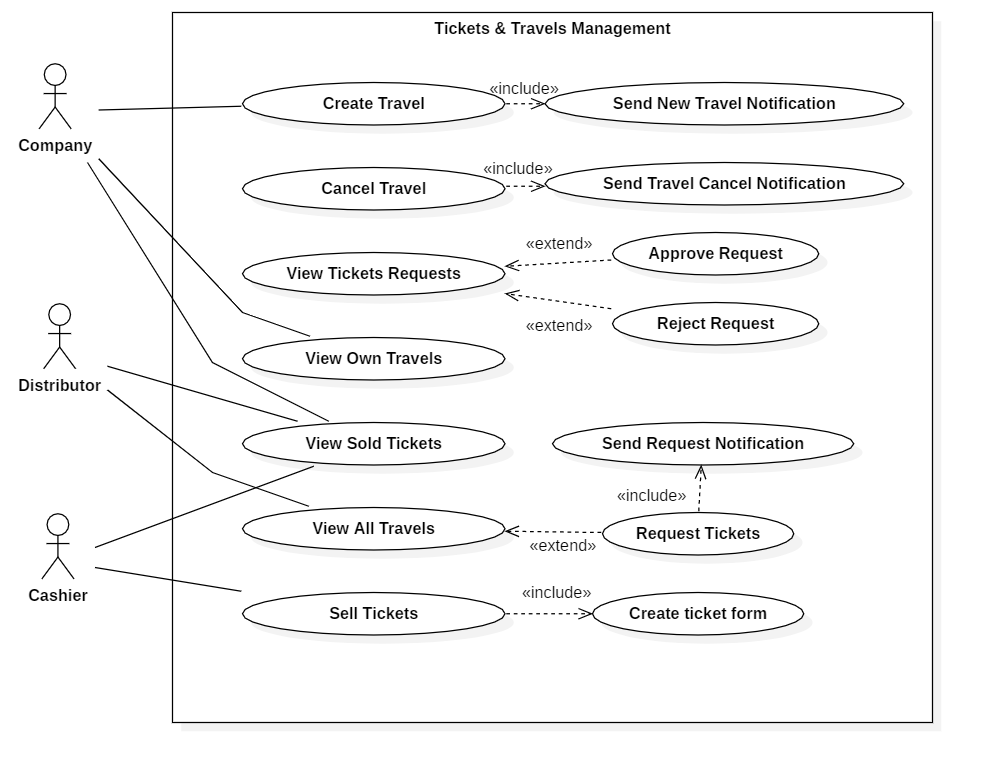 Tickets & Travels Management
Company
Create Travel
«include»
Send New Travel Notification
Cancel Travel
«include»
Send Travel Cancel Notification
View Tickets Requests
«extend»
Approve Request
«extend»
Reject Request
View Own Travels
Distributor
View Sold Tickets
Send Request Notification
«include»
View All Travels
«extend»
Request Tickets
Cashier
Sell Tickets
«include»
Create ticket form